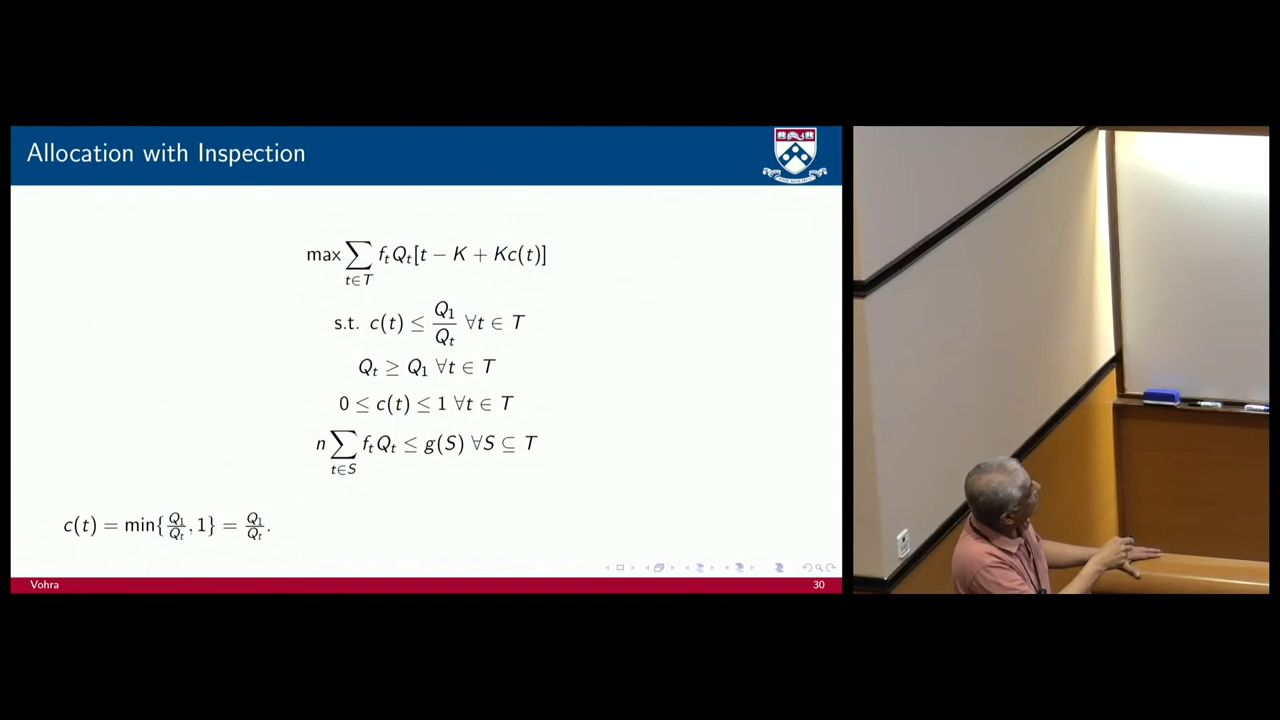 Allocation with Inspection
max ∑_{t∈T} f_t Q_t[t − K + Kc(t)]
s.t. c(t) ≤ Q_1/Q_t ∀t ∈ T
Q_t ≥ Q_1 ∀t ∈ T
0 ≤ c(t) ≤ 1 ∀t ∈ T
n ∑_{t∈S} f_t Q_t ≤ g(S) ∀S ⊆ T
c(t) = min{Q_1/Q_t, 1} = Q_1/Q_t.
Vohra 30